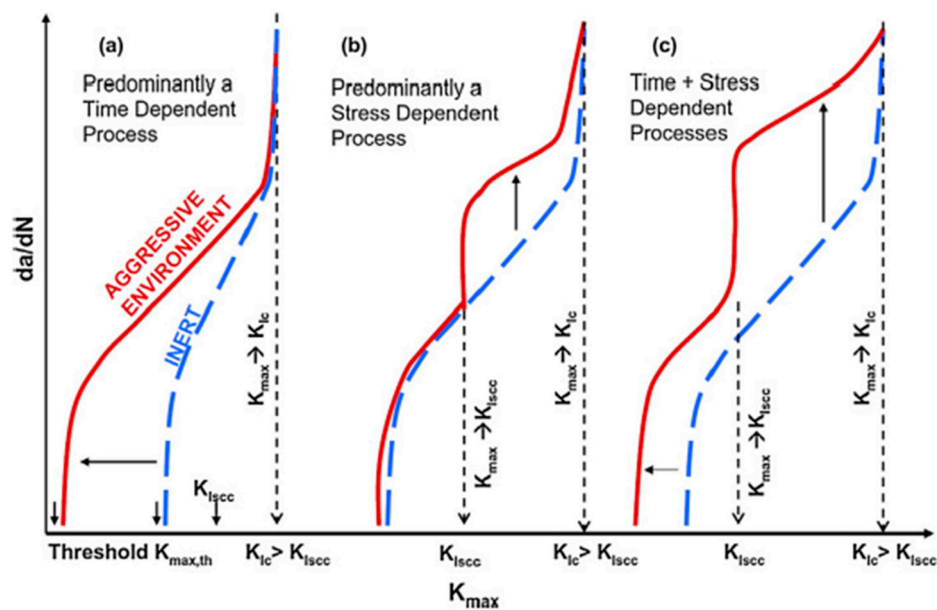 (a)
Predominantly a
Time Dependent
Process
(b)
Predominantly a
Stress Dependent
Process
(c)
Time + Stress
Dependent
Processes
da/dN
AGGRESSIVE
ENVIRONMENT
INERT
Kmax→ KIc
Kmax →KIscc
Kmax→ KIc
Kmax →KIscc
Kmax→ KIc
KIscc
Threshold Kmax,th
KIc> KIscc
KIscc
KIc > KIscc
KIscc
KIc> KIscc
Kmax